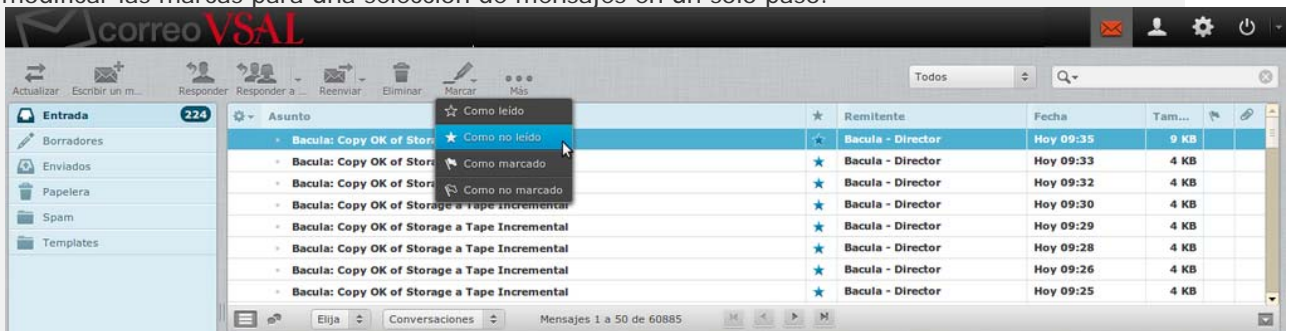 modificar las marcas para una selección de mensajes en un solo paso.
correo VSAL
Actualizar Escribir un m... Responder Responder a ... Reenviar Eliminar Marcar Más
Todos
Entrada 224
Borradores
Enviados
Papelera
Spam
Templates
Asunto Remitente Fecha Tam...
Como leído
Como no leído
Como marcado
Como no marcado
Bacula: Copy OK of Stora Bacula - Director Hoy 09:35 9 KB
Bacula: Copy OK of Stora Bacula - Director Hoy 09:33 4 KB
Bacula: Copy OK of Stora Bacula - Director Hoy 09:32 4 KB
Bacula: Copy OK of Storage a Tape Incremental Bacula - Director Hoy 09:30 4 KB
Bacula: Copy OK of Storage a Tape Incremental Bacula - Director Hoy 09:29 4 KB
Bacula: Copy OK of Storage a Tape Incremental Bacula - Director Hoy 09:28 4 KB
Bacula: Copy OK of Storage a Tape Incremental Bacula - Director Hoy 09:26 4 KB
Bacula: Copy OK of Storage a Tape Incremental Bacula - Director Hoy 09:25 4 KB
Elija Conversaciones Mensajes 1 a 50 de 60885